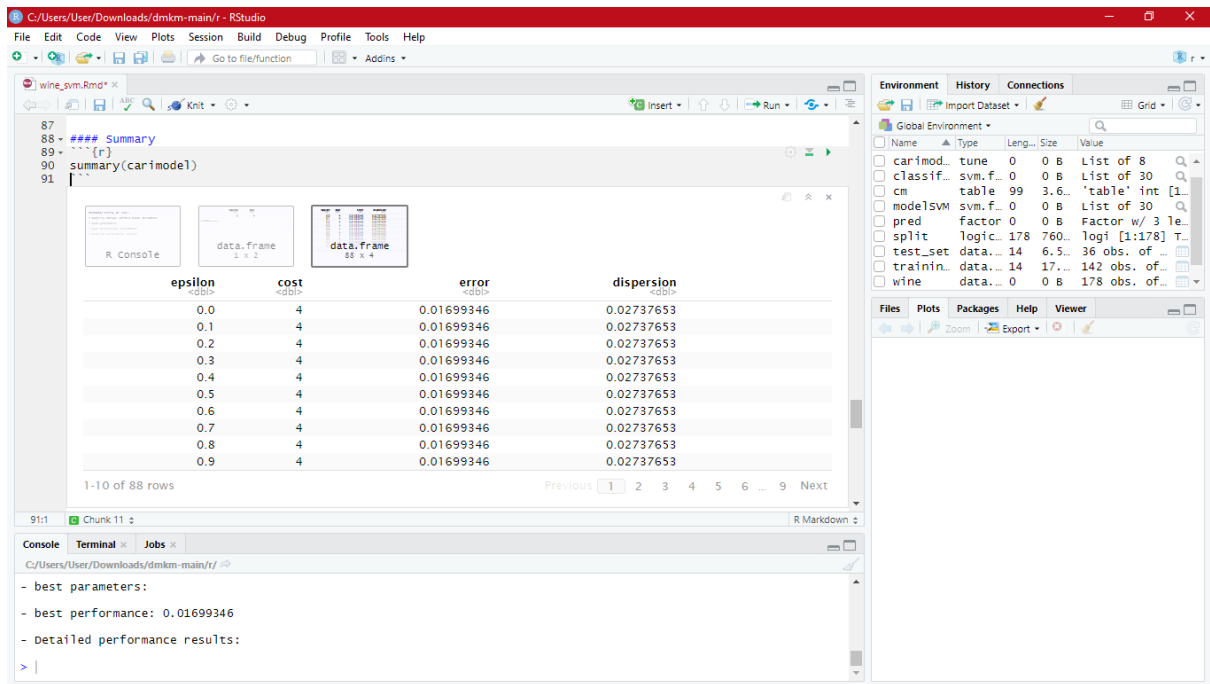 C:/Users/User/Downloads/dmkm-main/r - RStudio
File Edit Code View Plots Session Build Debug Profile Tools Help
Go to file/function Addins r
wine_svm.Rmd*
ABC Knit Insert Run
87
88 #### Summary
89 ```{r}
90 summary(carimodel)
91 ```
R Console
data.frame
1 x 2
data.frame
88 x 4
epsilon cost error dispersion
<dbl> <dbl> <dbl> <dbl>
0.0 4 0.01699346 0.02737653
0.1 4 0.01699346 0.02737653
0.2 4 0.01699346 0.02737653
0.3 4 0.01699346 0.02737653
0.4 4 0.01699346 0.02737653
0.5 4 0.01699346 0.02737653
0.6 4 0.01699346 0.02737653
0.7 4 0.01699346 0.02737653
0.8 4 0.01699346 0.02737653
0.9 4 0.01699346 0.02737653
1-10 of 88 rows Previous 1 2 3 4 5 6 … 9 Next
91:1 C Chunk 11 R Markdown
Console Terminal Jobs
C:/Users/User/Downloads/dmkm-main/r/
- best parameters:
- best performance: 0.01699346
- Detailed performance results:
>
Environment History Connections
Import Dataset Grid
Global Environment
Name Type Leng… Size Value
carimod… tune 0 0 B List of 8
classif… svm.f… 0 0 B List of 30
cm table 99 3.6… 'table' int [1…
modelSVM svm.f… 0 0 B List of 30
pred factor 0 0 B Factor w/ 3 le…
split logic… 178 760… logi [1:178] T…
test_set data.… 14 6.5… 36 obs. of …
trainin… data.… 14 17.… 142 obs. of…
wine data.… 0 0 B 178 obs. of…
Files Plots Packages Help Viewer
Zoom Export